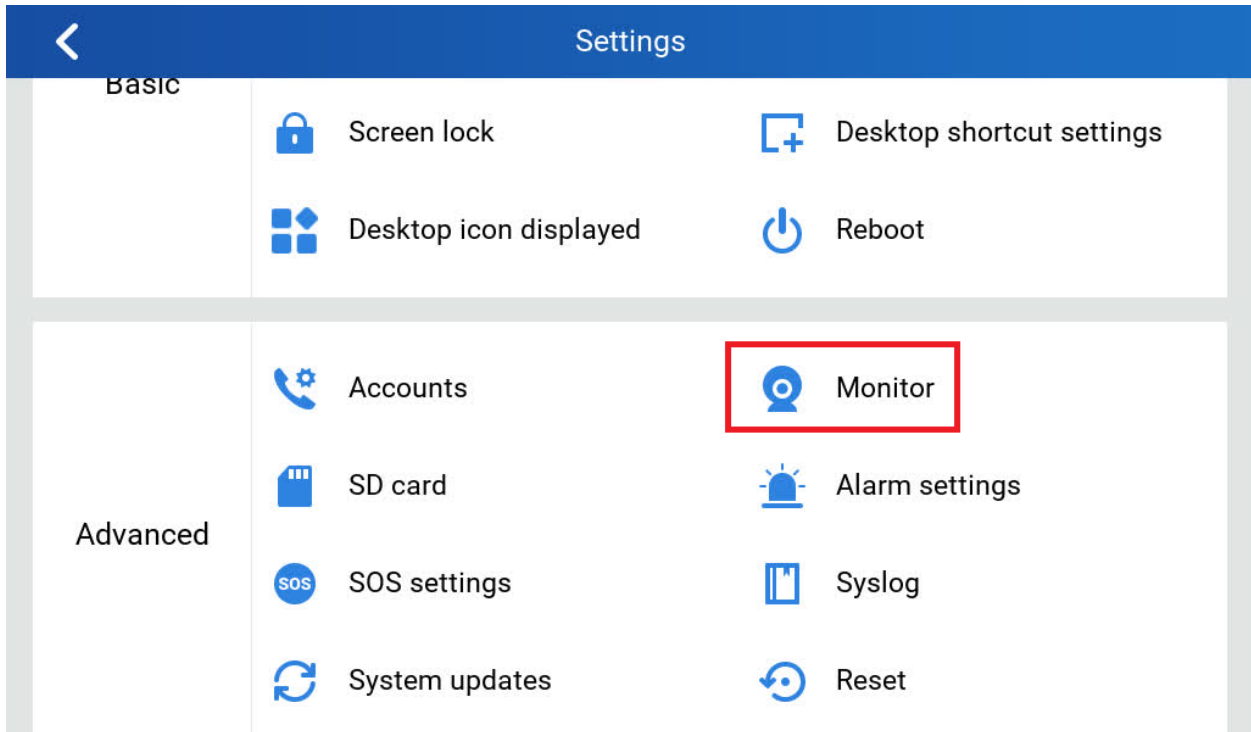 Settings
Basic
Screen lock
Desktop shortcut settings
Desktop icon displayed
Reboot
Advanced
Accounts
Monitor
SD card
Alarm settings
SOS
SOS settings
Syslog
System updates
Reset